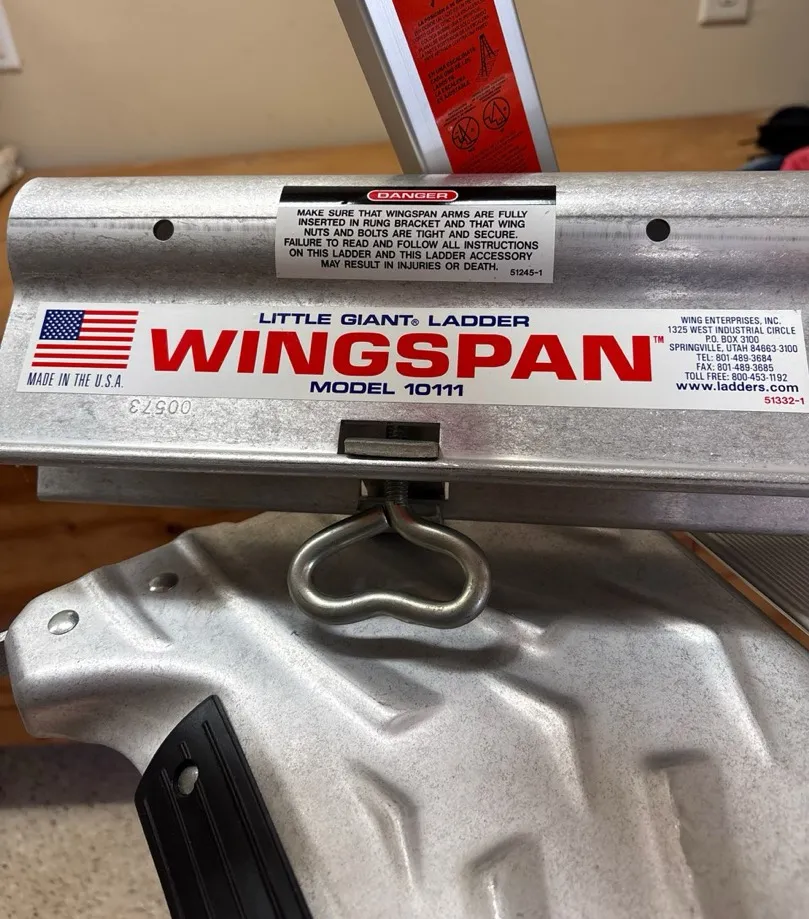 DANGER
MAKE SURE THAT WINGSPAN ARMS ARE FULLY
INSERTED IN RUNG BRACKET AND THAT WING
NUTS AND BOLTS ARE TIGHT AND SECURE.
FAILURE TO READ AND FOLLOW ALL INSTRUCTIONS
ON THIS LADDER AND THIS LADDER ACCESSORY
MAY RESULT IN INJURIES OR DEATH.
51245-1
MADE IN THE U.S.A.
LITTLE GIANT® LADDER
WINGSPAN™
MODEL 10111
WING ENTERPRISES, INC.
1325 WEST INDUSTRIAL CIRCLE
P.O. BOX 3100
SPRINGVILLE, UTAH 84663-3100
TEL: 801-489-3684
FAX: 801-489-3685
TOLL FREE: 800-453-1192
www.ladders.com
51332-1
00573